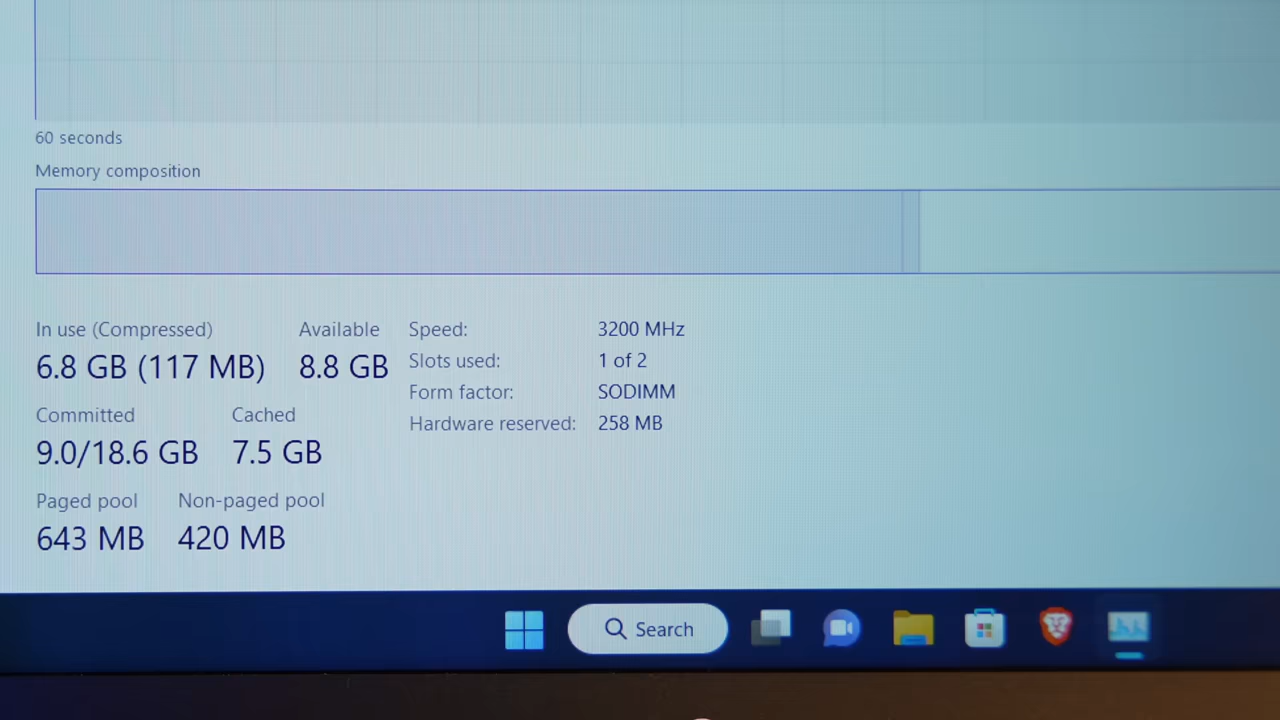 60 seconds
Memory composition
In use (Compressed) Available Speed: 3200 MHz
6.8 GB (117 MB) 8.8 GB Slots used: 1 of 2
Form factor: SODIMM
Committed Cached Hardware reserved: 258 MB
9.0/18.6 GB 7.5 GB
Paged pool Non-paged pool
643 MB 420 MB
Search